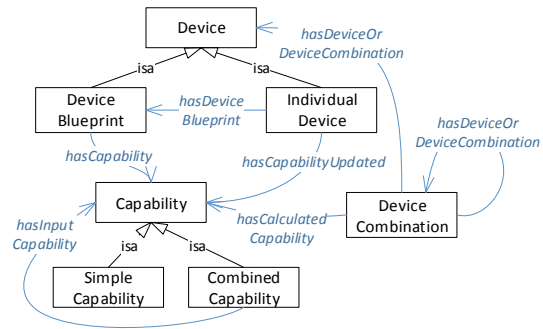 Device
hasDeviceOr
DeviceCombination
isa
isa
Device
Blueprint
hasDevice
Blueprint
Individual
Device
hasDeviceOr
DeviceCombination
hasCapability
hasCapabilityUpdated
Capability
hasCalculated
Capability
Device
Combination
hasInput
Capability
isa
isa
Simple
Capability
Combined
Capability